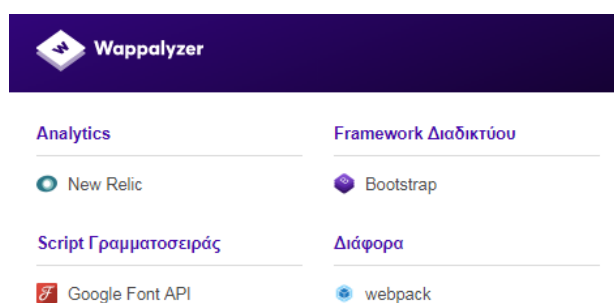 Wappalyzer
Analytics
New Relic
Script Γραμματοσειράς
Google Font API
Framework Διαδικτύου
Bootstrap
Διάφορα
webpack